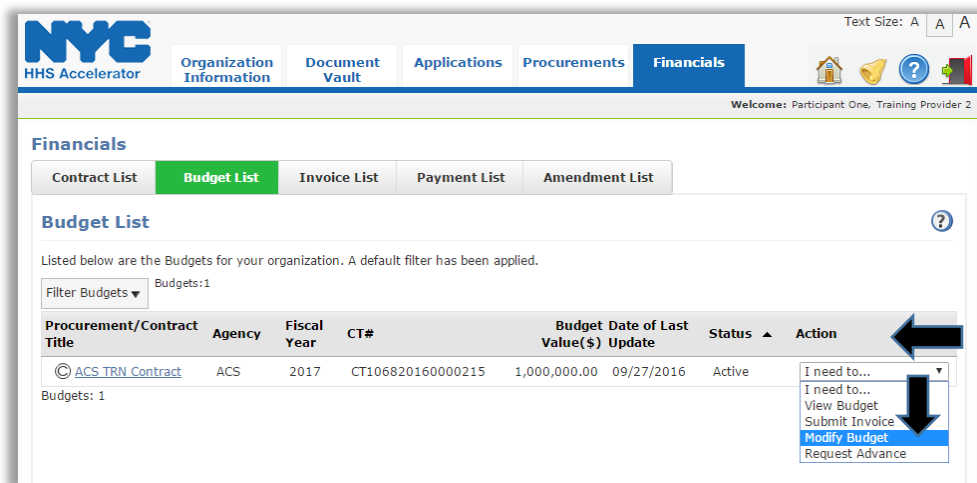 Text Size: A A A
NYC
HHS Accelerator
Organization Information
Document Vault
Applications
Procurements
Financials
?
Welcome: Participant One, Training Provider 2
Financials
Contract List
Budget List
Invoice List
Payment List
Amendment List
Budget List
?
Listed below are the Budgets for your organization. A default filter has been applied.
Filter Budgets ▼ Budgets:1
Procurement/Contract Title Agency Fiscal Year CT# Budget Value($) Date of Last Update Status ▲ Action
© ACS TRN Contract ACS 2017 CT106820160000215 1,000,000.00 09/27/2016 Active I need to... ▼
Budgets: 1
I need to...
View Budget
Submit Invoice
Modify Budget
Request Advance